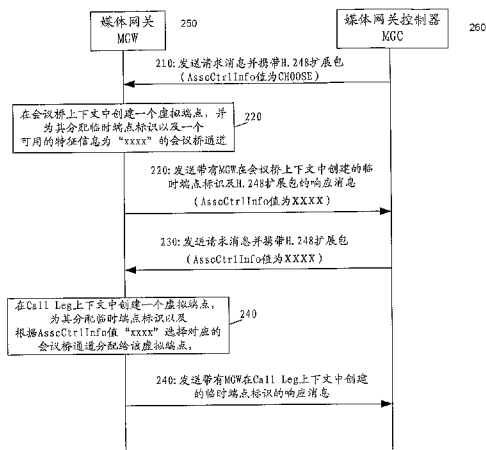 媒体网关
MGW
250
媒体网关控制器
MGC
260
210:发送请求消息并携带H.248扩展包
(AsscCtrlInfo值为CHOOSE)
在会议桥上下文中创建一个虚拟端点，并
为其分配临时端点标识以及一个
可用的特征信息为“xxxx”的会议桥通道
220
220:发送带有MGW在会议桥上下文中创建的临
时端点标识及H.248扩展包的响应消息
(AsscCtrlInfo值为XXXX)
230:发送请求消息并携带H.248扩展包
(AsscCtrlInfo值为XXXX)
在Call Leg上下文中创建一个虚拟端点，
为其分配临时端点标识以及
根据AsscCtrlInfo值“xxxx”选择对应的
会议桥通道分配给该虚拟端点。
240
240:发送带有MGW在Call Leg上下文中创建
的临时端点标识的响应消息